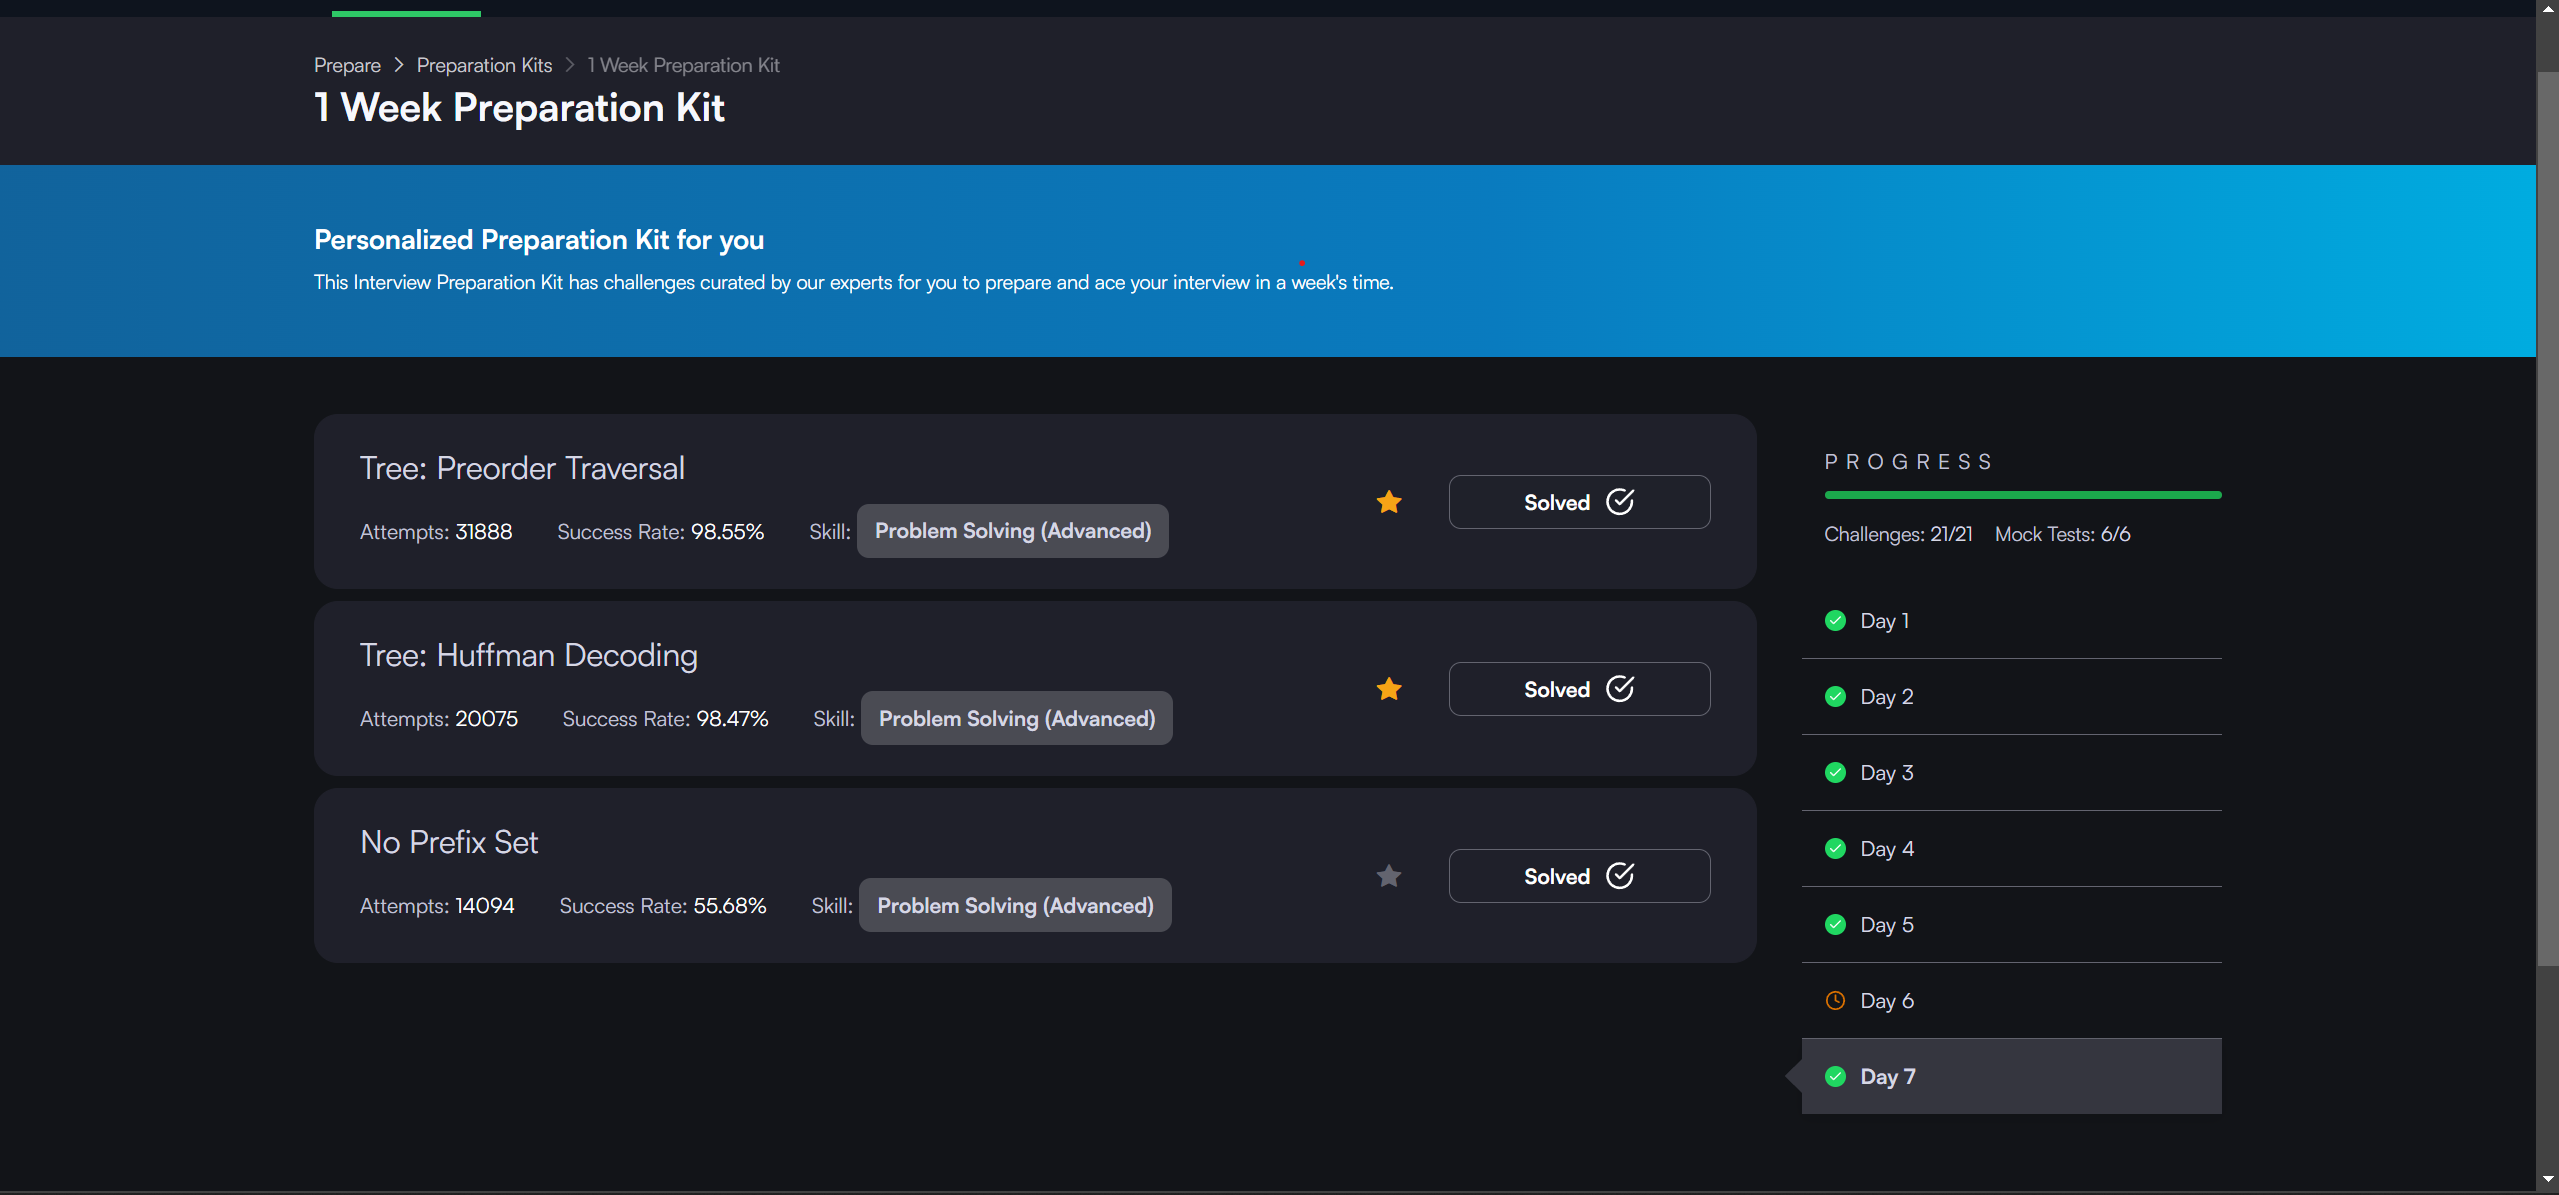 Prepare > Preparation Kits > 1 Week Preparation Kit
1 Week Preparation Kit
Personalized Preparation Kit for you
This Interview Preparation Kit has challenges curated by our experts for you to prepare and ace your interview in a week's time.
Tree: Preorder Traversal
Attempts: 31888 Success Rate: 98.55% Skill: Problem Solving (Advanced)
Solved
Tree: Huffman Decoding
Attempts: 20075 Success Rate: 98.47% Skill: Problem Solving (Advanced)
Solved
No Prefix Set
Attempts: 14094 Success Rate: 55.68% Skill: Problem Solving (Advanced)
Solved
PROGRESS
Challenges: 21/21 Mock Tests: 6/6
Day 1
Day 2
Day 3
Day 4
Day 5
Day 6
Day 7